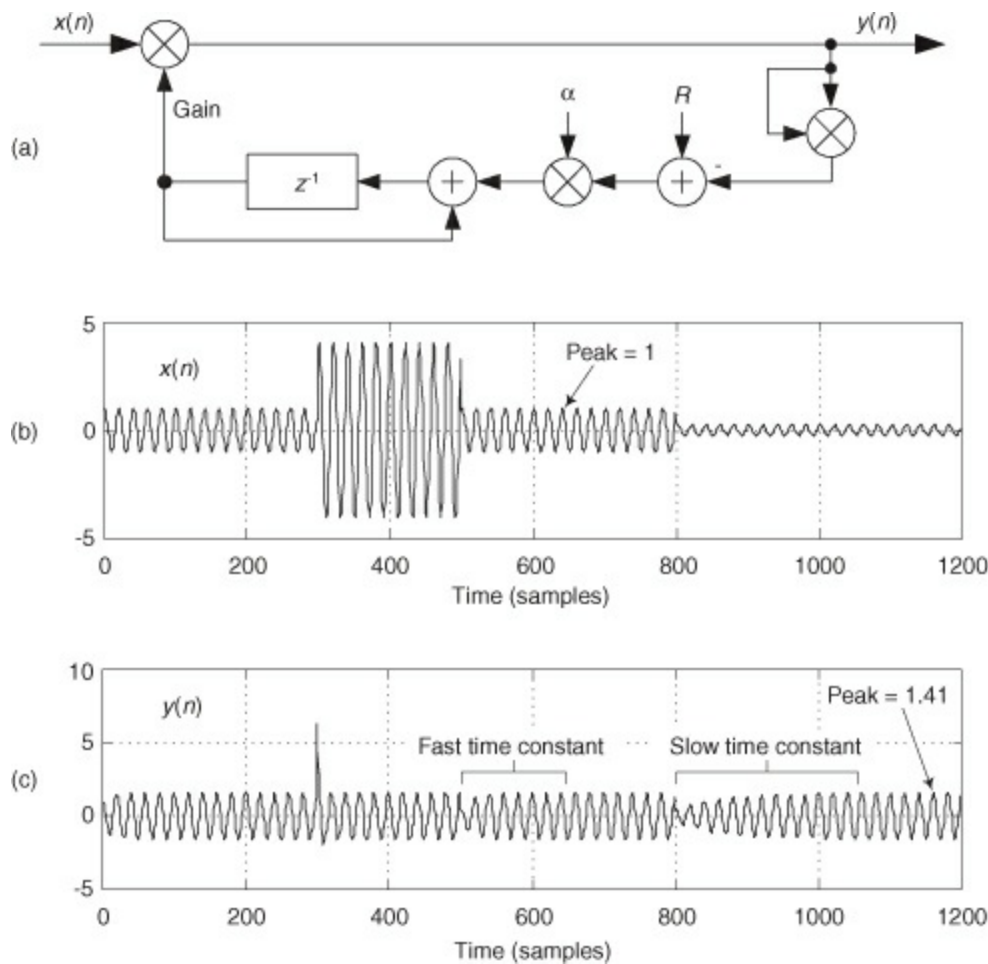 x(n)
y(n)
Gain
α
R
(a)
-
+
+
z⁻¹
5
x(n)
Peak = 1
(b)
0
-5
0 200 400 600 800 1000 1200
Time (samples)
10
y(n)
Peak = 1.41
5
Fast time constant
Slow time constant
(c)
0
-5
0 200 400 600 800 1000 1200
Time (samples)